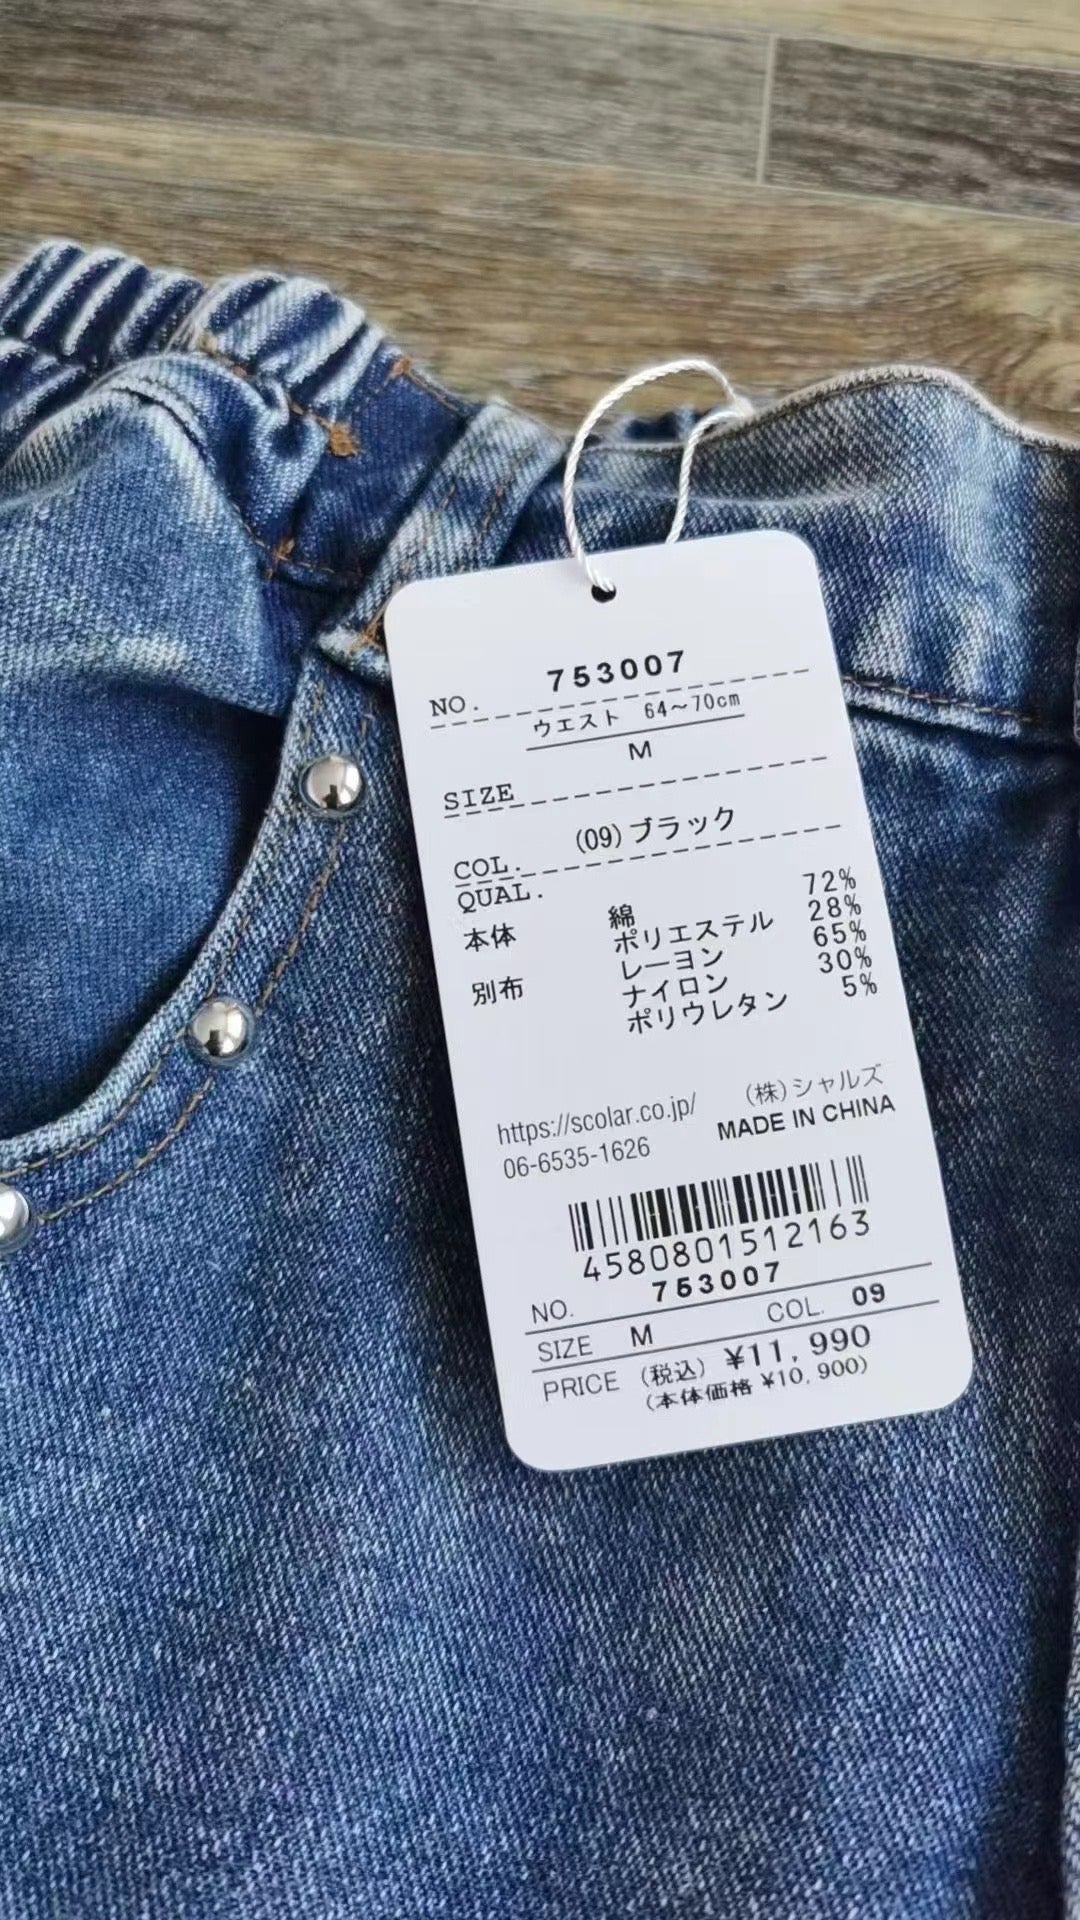 NO. 753007
ウエスト 64～70cm
M
SIZE
COL. (09)ブラック
QUAL.
本体 綿 72%
ポリエステル 28%
別布 レーヨン 65%
ナイロン 30%
ポリウレタン 5%
(株)シャルズ
https://scolar.co.jp/ MADE IN CHINA
06-6535-1626
4580801512163
NO. 753007
SIZE M COL. 09
PRICE (税込) ¥11,990
(本体価格 ¥10,900)